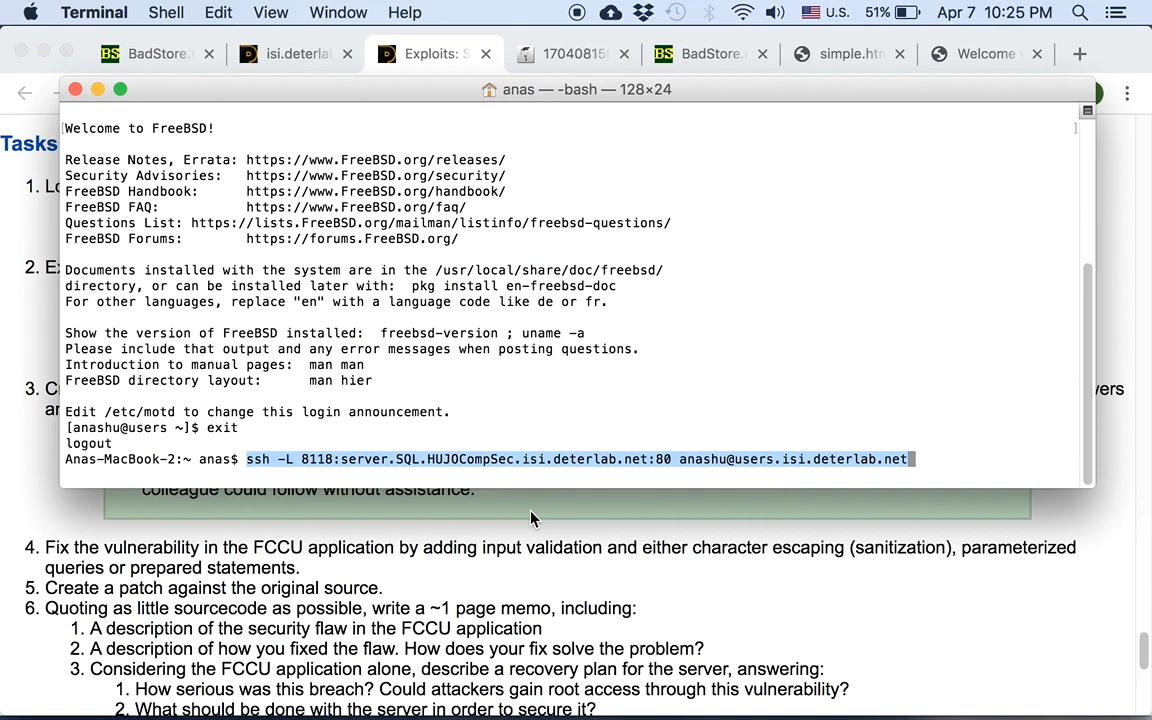 Terminal Shell Edit View Window Help U.S. 51% Apr 7 10:25 PM
BS BadStore. isi.deterla Exploits: S 17040815 BS BadStore. simple.htm Welcome
anas — -bash — 128×24
Welcome to FreeBSD!
Release Notes, Errata: https://www.FreeBSD.org/releases/
Security Advisories: https://www.FreeBSD.org/security/
FreeBSD Handbook: https://www.FreeBSD.org/handbook/
FreeBSD FAQ: https://www.FreeBSD.org/faq/
Questions List: https://lists.FreeBSD.org/mailman/listinfo/freebsd-questions/
FreeBSD Forums: https://forums.FreeBSD.org/
Documents installed with the system are in the /usr/local/share/doc/freebsd/
directory, or can be installed later with: pkg install en-freebsd-doc
For other languages, replace "en" with a language code like de or fr.
Show the version of FreeBSD installed: freebsd-version ; uname -a
Please include that output and any error messages when posting questions.
Introduction to manual pages: man man
FreeBSD directory layout: man hier
Edit /etc/motd to change this login announcement.
[anashu@users ~]$ exit
logout
Anas-MacBook-2:~ anas$ ssh -L 8118:server.SQL.HUJOCompSec.isi.deterlab.net:80 anashu@users.isi.deterlab.net
Tasks
1. Lo
2. Ex
3. C vers
ar
colleague could follow without assistance.
4. Fix the vulnerability in the FCCU application by adding input validation and either character escaping (sanitization), parameterized
queries or prepared statements.
5. Create a patch against the original source.
6. Quoting as little sourcecode as possible, write a ~1 page memo, including:
1. A description of the security flaw in the FCCU application
2. A description of how you fixed the flaw. How does your fix solve the problem?
3. Considering the FCCU application alone, describe a recovery plan for the server, answering:
1. How serious was this breach? Could attackers gain root access through this vulnerability?
2. What should be done with the server in order to secure it?